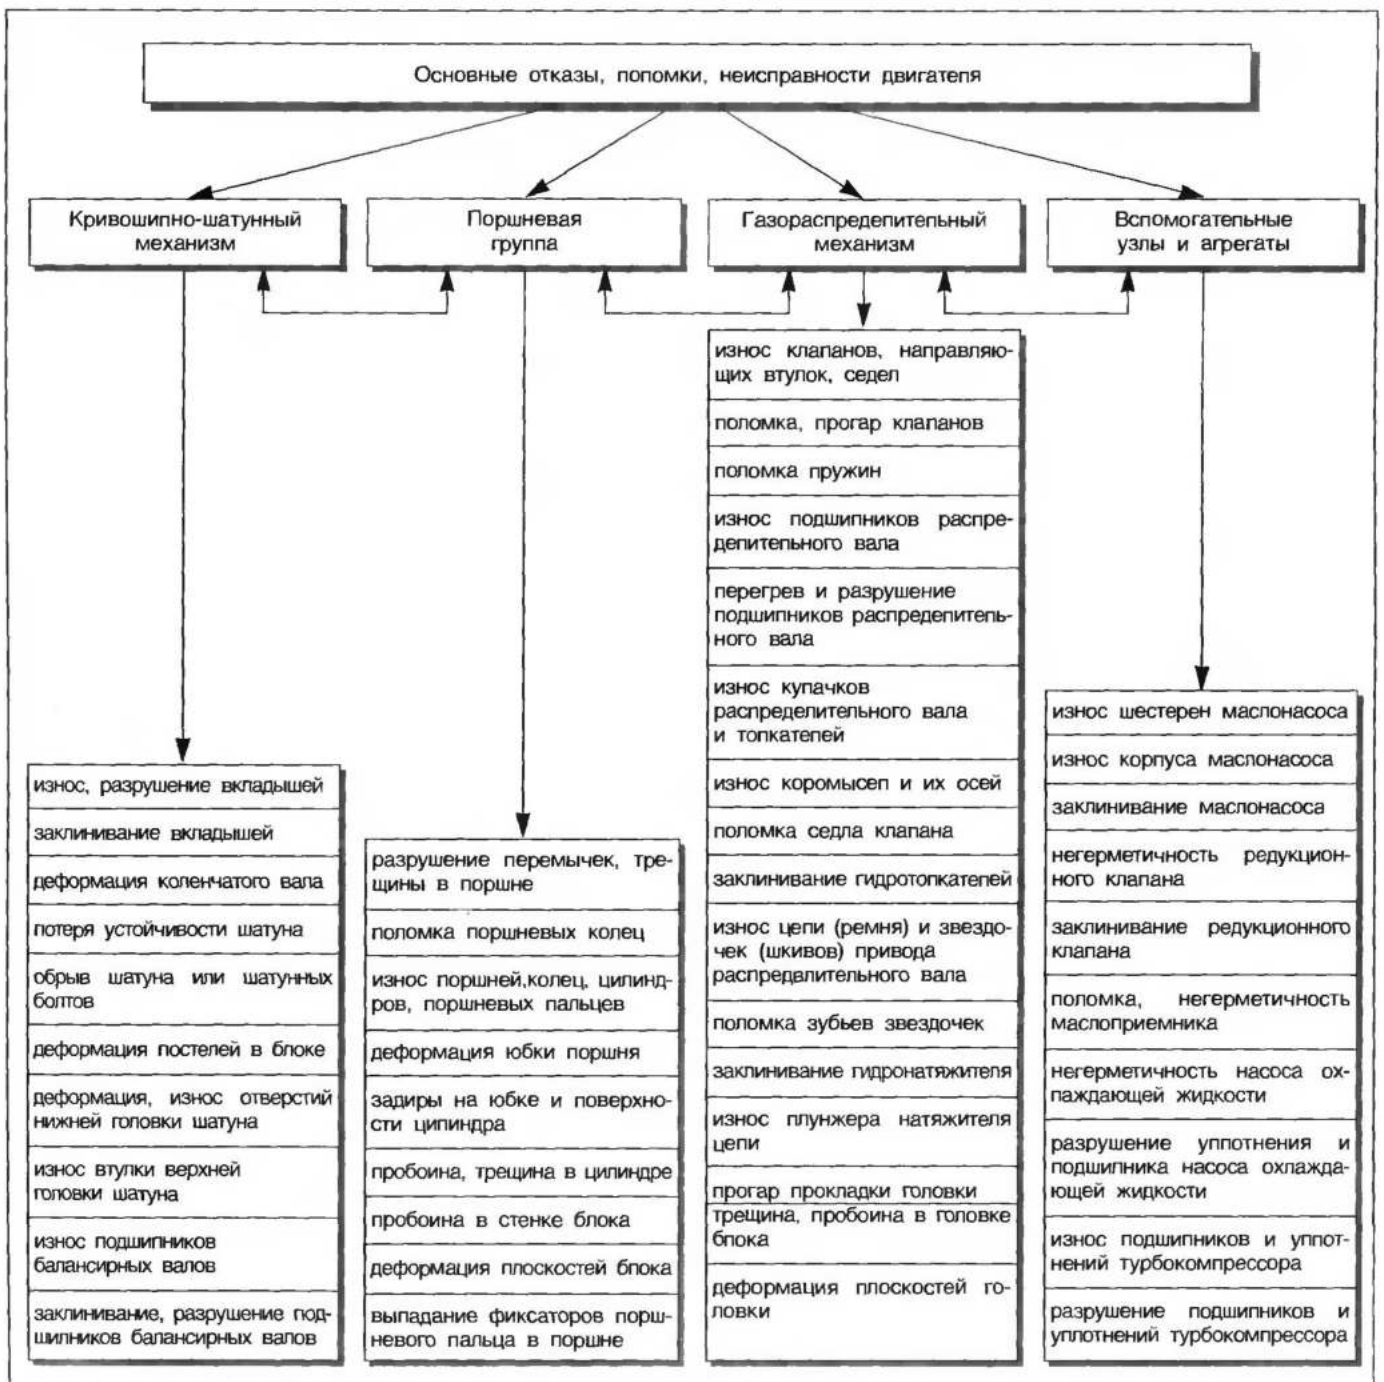 Основные отказы, поломки, неисправности двигателя
Кривошипно-шатунный
механизм
Поршневая
группа
Газораспределительный
механизм
Вспомогательные
узлы и агрегаты
износ, разрушение вкладышей
заклинивание вкладышей
деформация коленчатого вала
потеря устойчивости шатуна
обрыв шатуна или шатунных
болтов
деформация постелей в блоке
деформация, износ отверстий
нижней головки шатуна
износ втулки верхней
головки шатуна
износ подшипников
балансирных валов
заклинивание, разрушение под-
шипников балансирных валов
разрушение перемычек, тре-
щины в поршне
поломка поршневых колец
износ поршней,колец, цилинд-
ров, поршневых пальцев
деформация юбки поршня
задиры на юбке и поверхно-
сти цилиндра
пробоина, трещина в цилиндре
пробоина в стенке блока
деформация плоскостей блока
выпадание фиксаторов порш-
невого пальца в поршне
износ клапанов, направляю-
щих втулок, седел
поломка, прогар клапанов
поломка пружин
износ подшипников распре-
делительного вала
перегрев и разрушение
подшипников распределитель-
ного вала
износ кулачков
распределительного вала
и толкателей
износ коромысел и их осей
поломка седла клапана
заклинивание гидротолкателей
износ цепи (ремня) и звездо-
чек (шкивов) привода
распредвлительного вала
поломка зубьев звездочек
заклинивание гидронатяжителя
износ плунжера натяжителя
цепи
прогар прокладки головки
трещина, пробоина в головке
блока
деформация плоскостей го-
ловки
износ шестерен маслонасоса
износ корпуса маслонасоса
заклинивание маслонасоса
негерметичность редукцион-
ного клапана
заклинивание редукционного
клапана
поломка, негерметичность
маслоприемника
негерметичность насоса ох-
лаждающей жидкости
разрушение уплотнения и
подшипника насоса охлажда-
ющей жидкости
износ подшипников и уплот-
нений турбокомпрессора
разрушение подшипников и
уплотнений турбокомпрессора